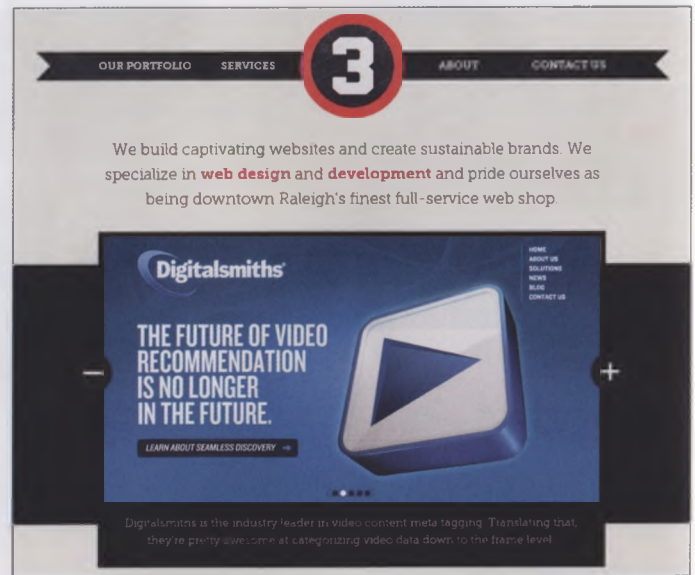 OUR PORTFOLIO SERVICES 3 ABOUT CONTACT US
We build captivating websites and create sustainable brands. We
specialize in web design and development and pride ourselves as
being downtown Raleigh's finest full-service web shop.
Digitalsmiths
HOME
ABOUT US
SOLUTIONS
NEWS
BLOG
CONTACT US
THE FUTURE OF VIDEO
RECOMMENDATION
IS NO LONGER
IN THE FUTURE.
LEARN ABOUT SEAMLESS DISCOVERY →
Digitalsmiths is the industry leader in video content meta tagging. Translating that,
they're pretty awesome at categorizing video data down to the frame level.